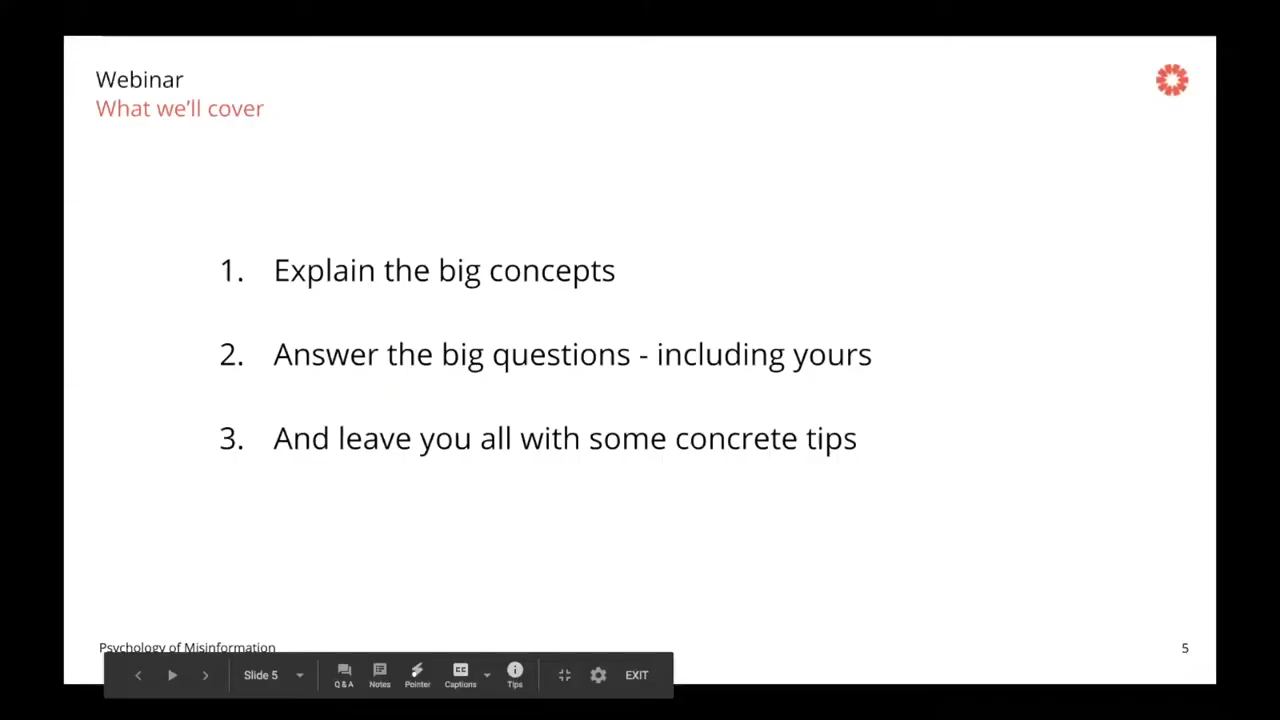 Webinar
What we'll cover
1. Explain the big concepts
2. Answer the big questions - including yours
3. And leave you all with some concrete tips
Psychology of Misinformation
5
Slide 5
Q & A
Notes
Pointer
CC
Captions
Tips
EXIT